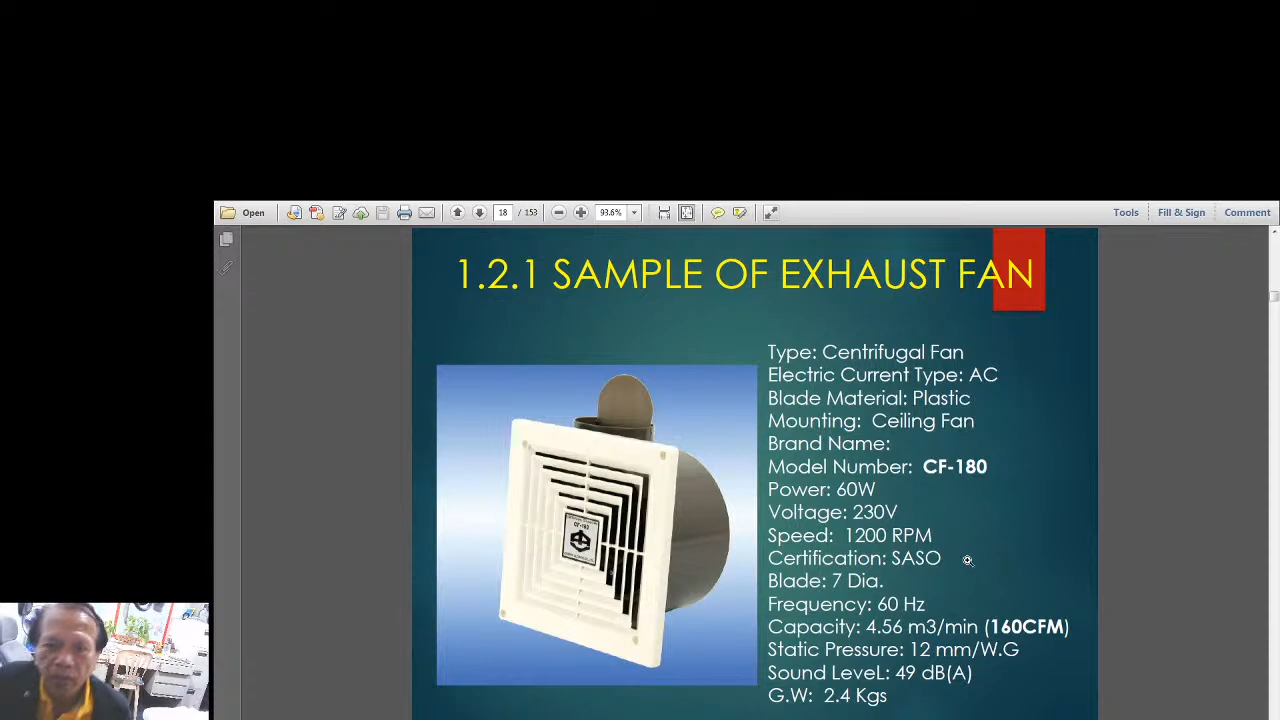 Open
18 / 153
93.6%
Tools
Fill & Sign
Comment
1.2.1 SAMPLE OF EXHAUST FAN
Type: Centrifugal Fan
Electric Current Type: AC
Blade Material: Plastic
Mounting:  Ceiling Fan
Brand Name:
Model Number:  CF-180
Power: 60W
Voltage: 230V
Speed:  1200 RPM
Certification: SASO
Blade: 7 Dia.
Frequency: 60 Hz
Capacity: 4.56 m3/min (160CFM)
Static Pressure: 12 mm/W.G
Sound LeveL: 49 dB(A)
G.W:  2.4 Kgs
CF-180